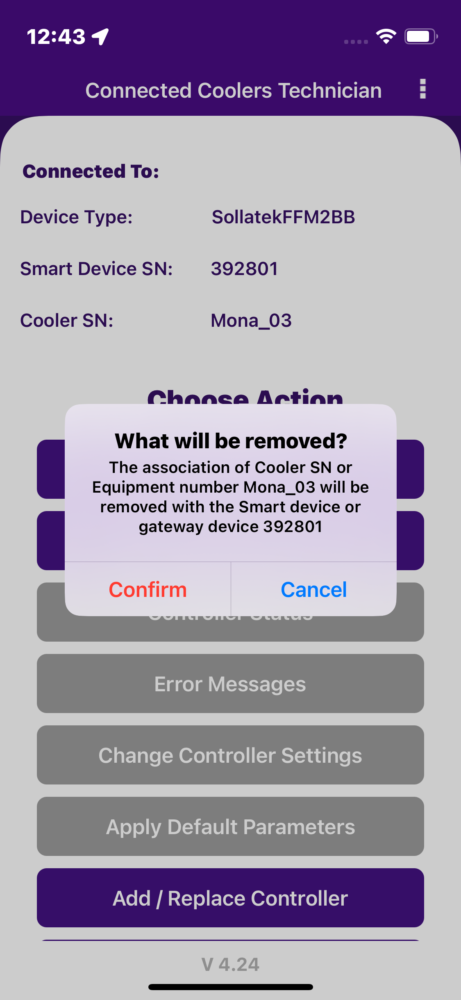 12:43
Connected Coolers Technician
Connected To:
Device Type: SollatekFFM2BB
Smart Device SN: 392801
Cooler SN: Mona_03
Choose Action
What will be removed?
The association of Cooler SN or
Equipment number Mona_03 will be
removed with the Smart device or
gateway device 392801
Confirm Cancel
Controller Status
Error Messages
Change Controller Settings
Apply Default Parameters
Add / Replace Controller
V 4.24